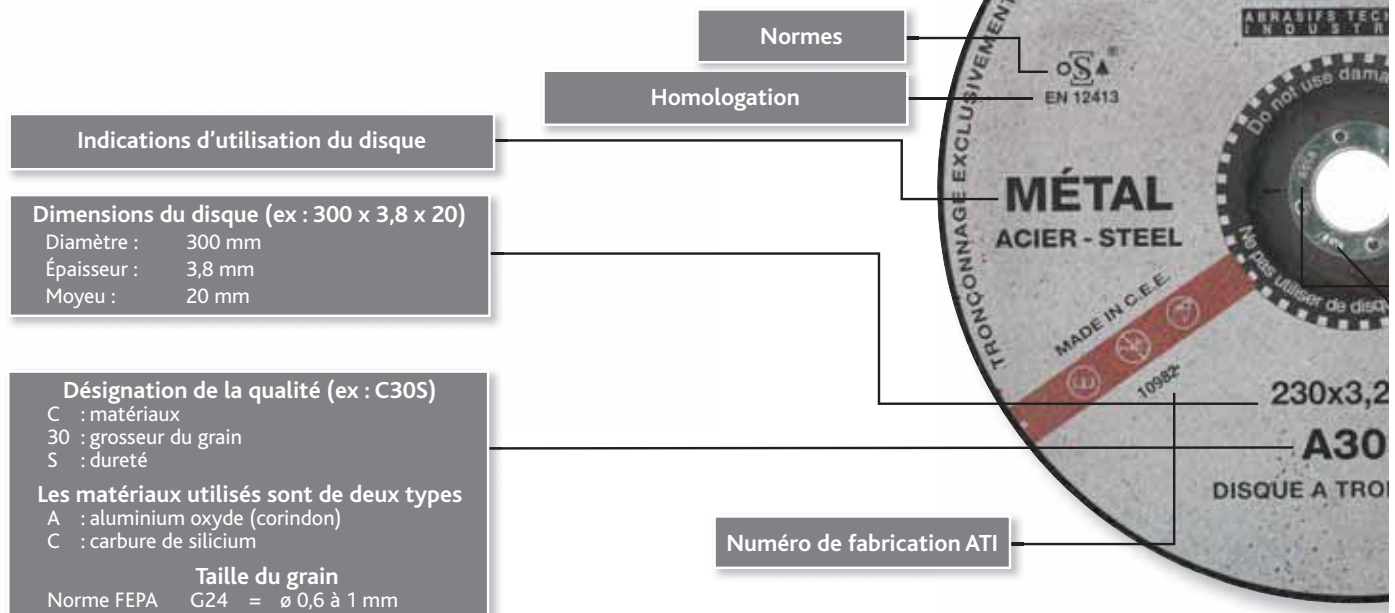 Normes
Homologation
Indications d'utilisation du disque
Dimensions du disque (ex : 300 x 3,8 x 20)
Diamètre : 300 mm
Épaisseur : 3,8 mm
Moyeu : 20 mm
Désignation de la qualité (ex : C30S)
C : matériaux
30 : grosseur du grain
S : dureté
Les matériaux utilisés sont de deux types
A : aluminium oxyde (corindon)
C : carbure de silicium
Taille du grain
Norme FEPA G24 = ø 0,6 à 1 mm
Numéro de fabrication ATI
ABRASIFS TECH
INDUSTR
oSA®
EN 12413
TRONÇONNAGE EXCLUSIVEMENT
Do not use dama
MÉTAL
ACIER - STEEL
Ne pas utiliser de disq
MADE IN C.E.E.
10982
230x3,2
A30
DISQUE A TRO